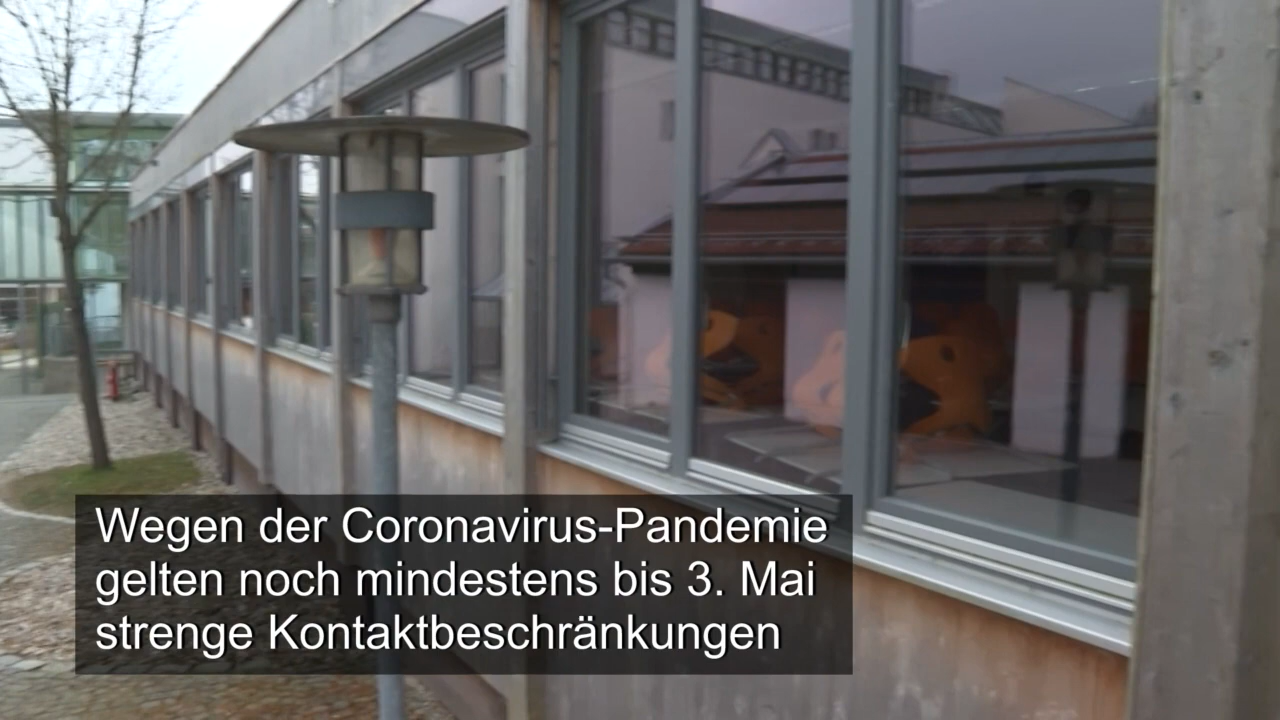 Wegen der Coronavirus-Pandemie
gelten noch mindestens bis 3. Mai
strenge Kontaktbeschränkungen